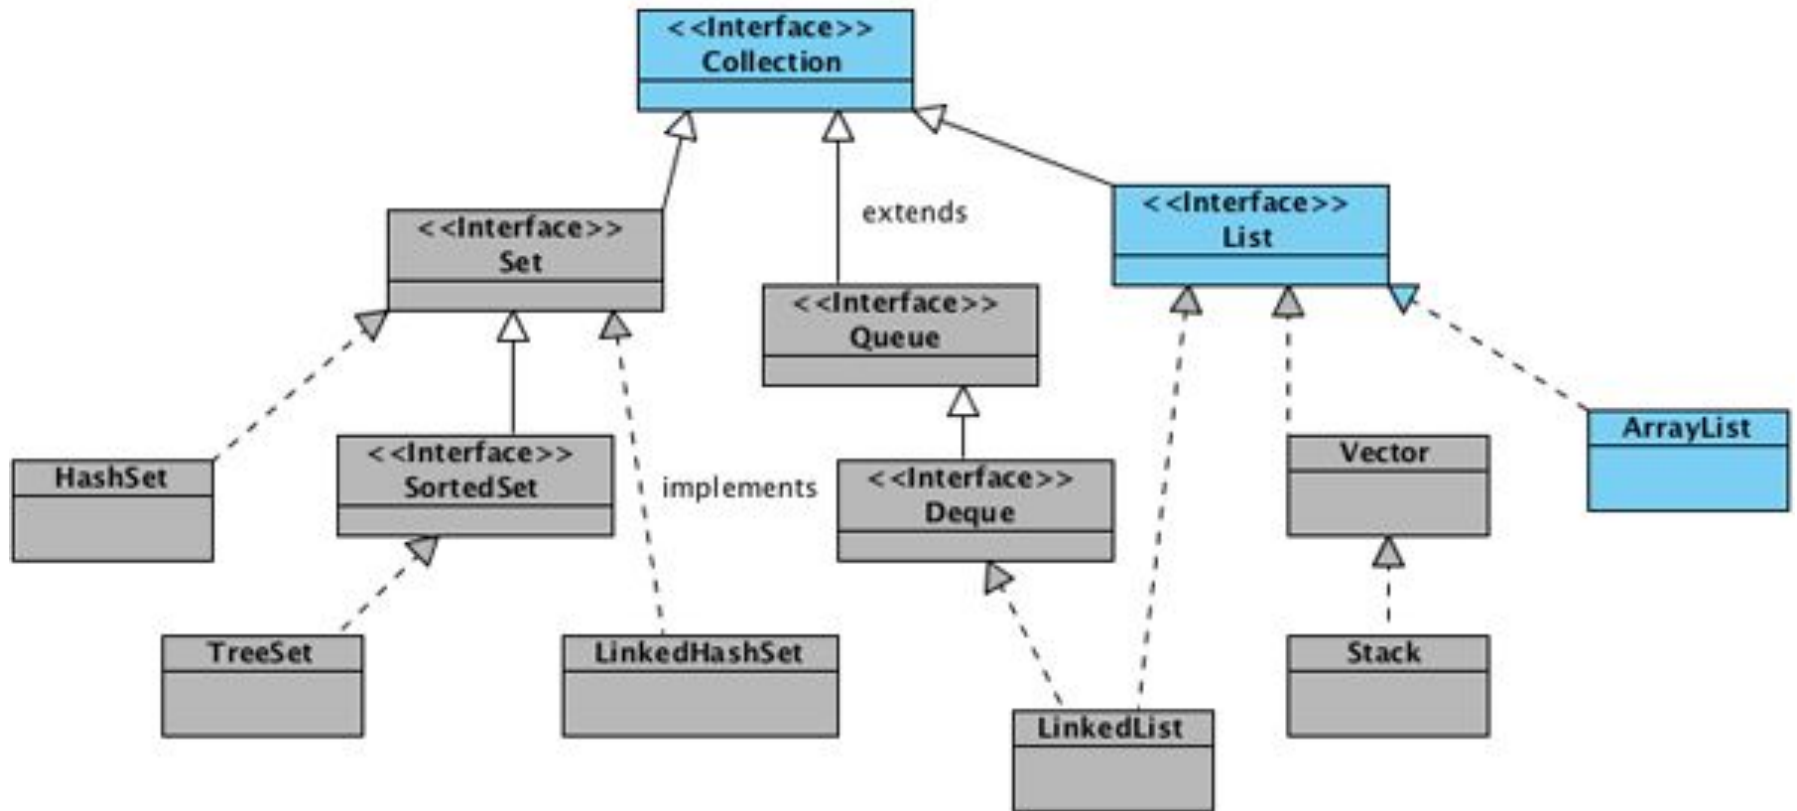 <<Interface>>
Collection
<<Interface>>
List
extends
<<Interface>>
Set
<<Interface>>
Queue
ArrayList
<<Interface>>
SortedSet
Vector
HashSet
implements
<<Interface>>
Deque
TreeSet
LinkedHashSet
Stack
LinkedList